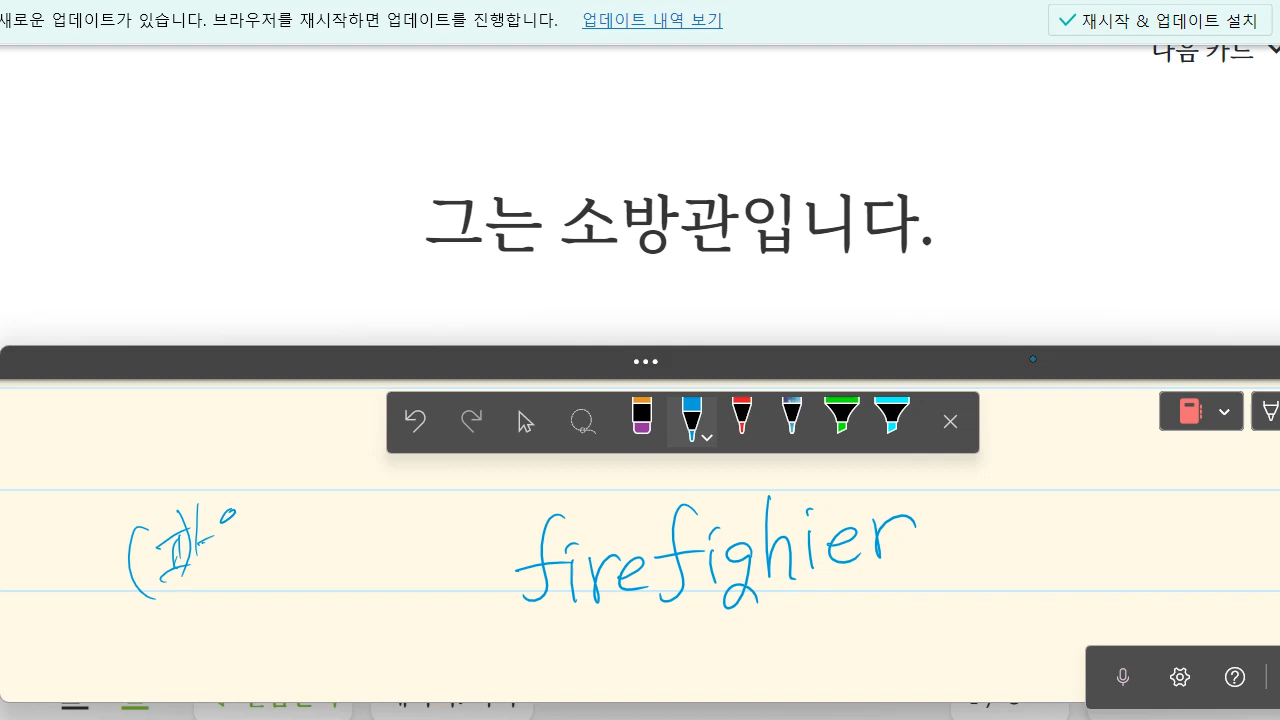 새로운 업데이트가 있습니다. 브라우저를 재시작하면 업데이트를 진행합니다. 업데이트 내역 보기 재시작 & 업데이트 설치
다음 카드
그는 소방관입니다.
firefighier